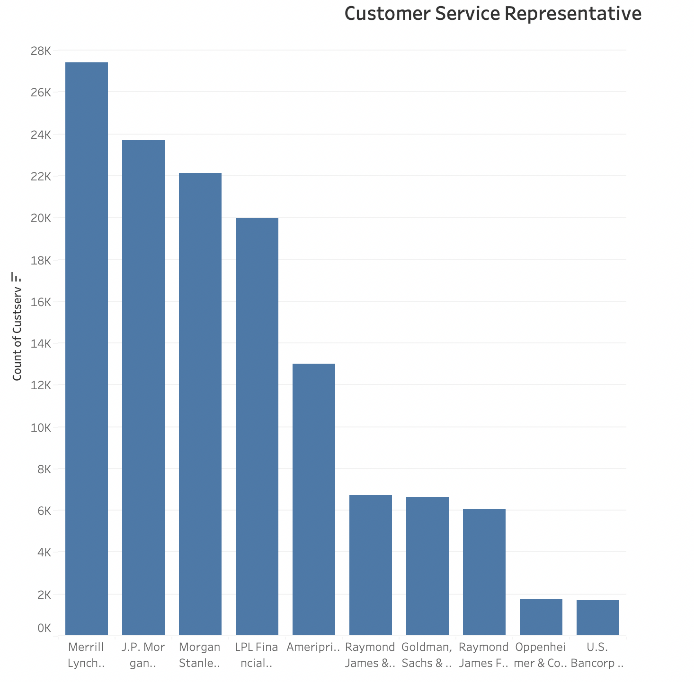 Customer Service Representative
28K
26K
24K
22K
20K
18K
16K
14K
12K
10K
8K
6K
4K
2K
0K
Count of Custserv
Merrill
Lynch..
J.P. Mor
gan..
Morgan
Stanle..
LPL Fina
ncial..
Ameripri..
Raymond
James &..
Goldman,
Sachs & ..
Raymond
James F..
Oppenhei
mer & Co..
U.S.
Bancorp ..